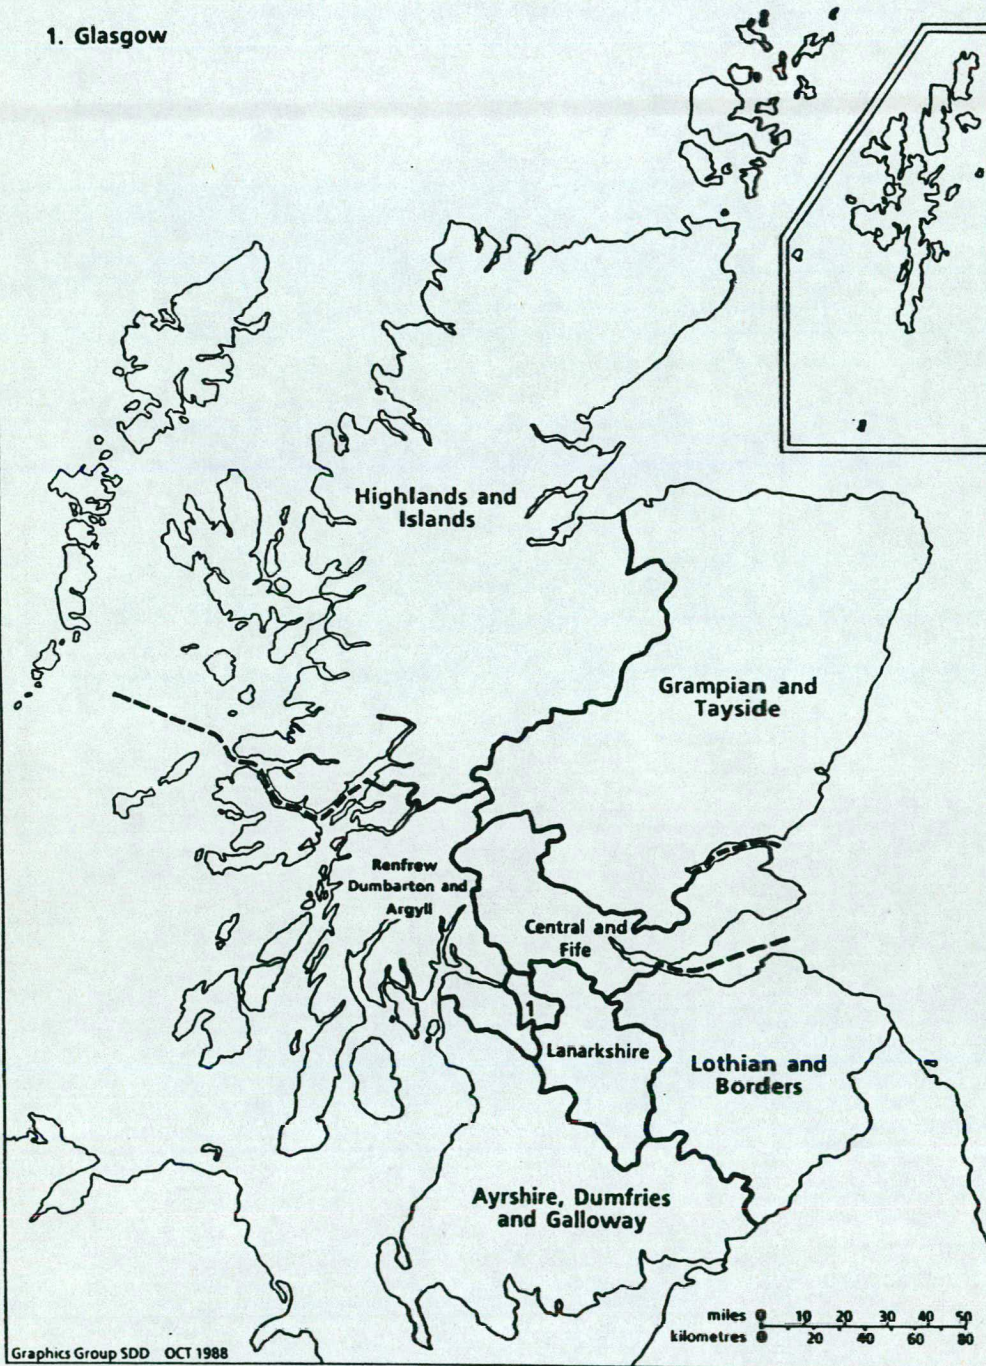 1. Glasgow
Highlands and
Islands
Grampian and
Tayside
Renfrew
Dumbarton and
Argyll
Central and
Fife
1
Lanarkshire
Lothian and
Borders
Ayrshire, Dumfries
and Galloway
miles 0 10 20 30 40 50
kilometres 0 20 40 60 80
Graphics Group SDD OCT 1988